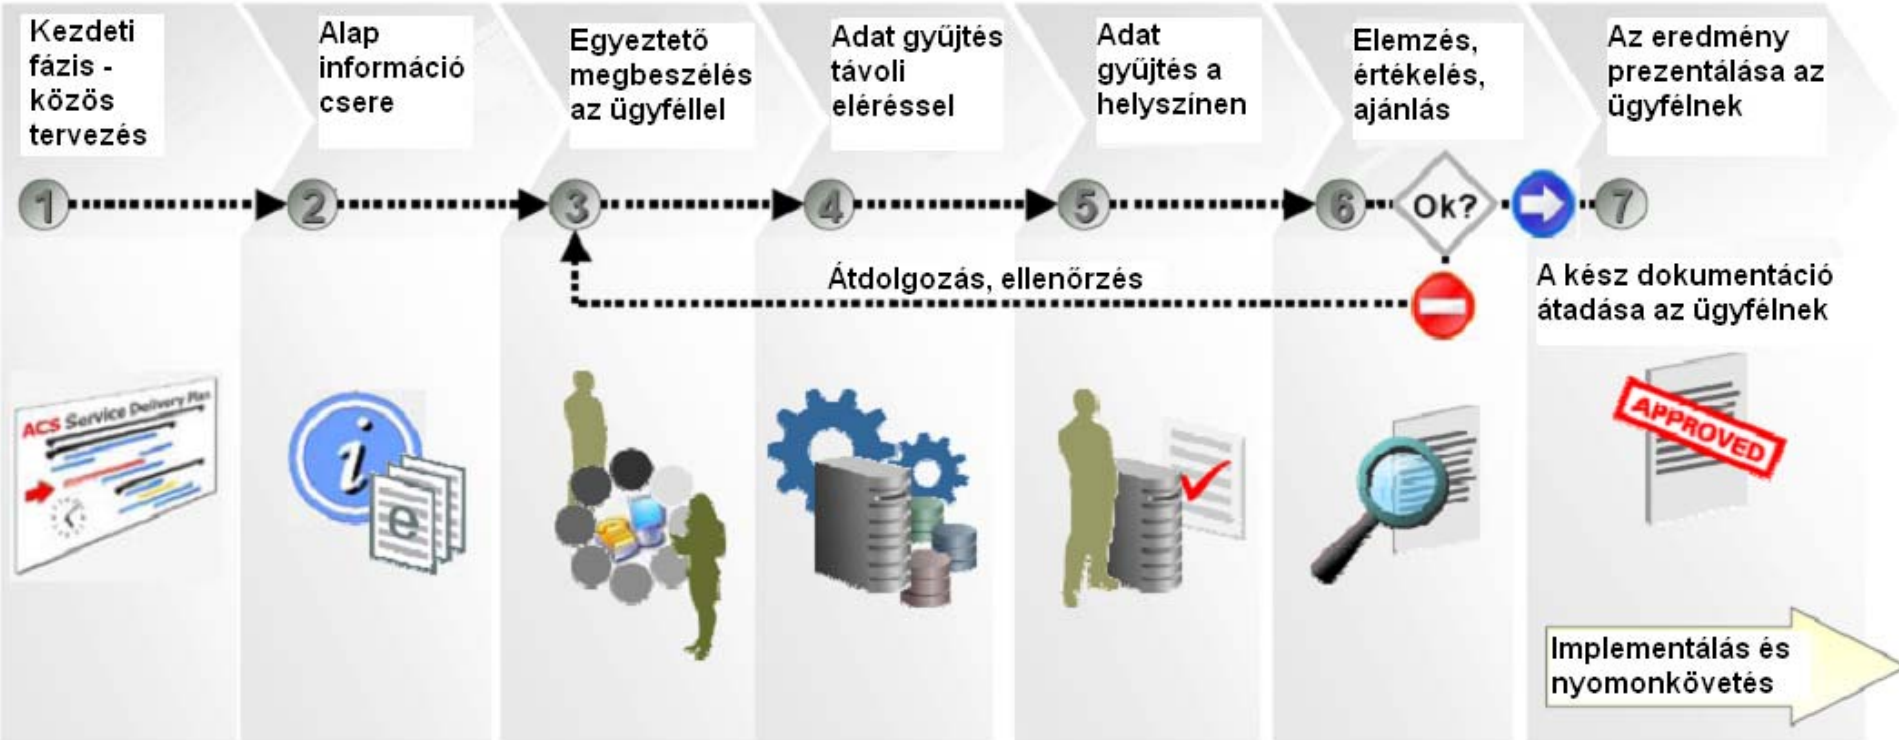 Kezdeti
fázis -
közös
tervezés
Alap
információ
csere
Egyeztető
megbeszélés
az ügyféllel
Adat gyűjtés
távoli
eléréssel
Adat
gyűjtés a
helyszínen
Elemzés,
értékelés,
ajánlás
Az eredmény
prezentálása az
ügyfélnek
1
2
3
4
5
6
Ok?
7
Átdolgozás, ellenőrzés
A kész dokumentáció
átadása az ügyfélnek
ACS Service Delivery Plan
i
e
APPROVED
Implementálás és
nyomonkövetés